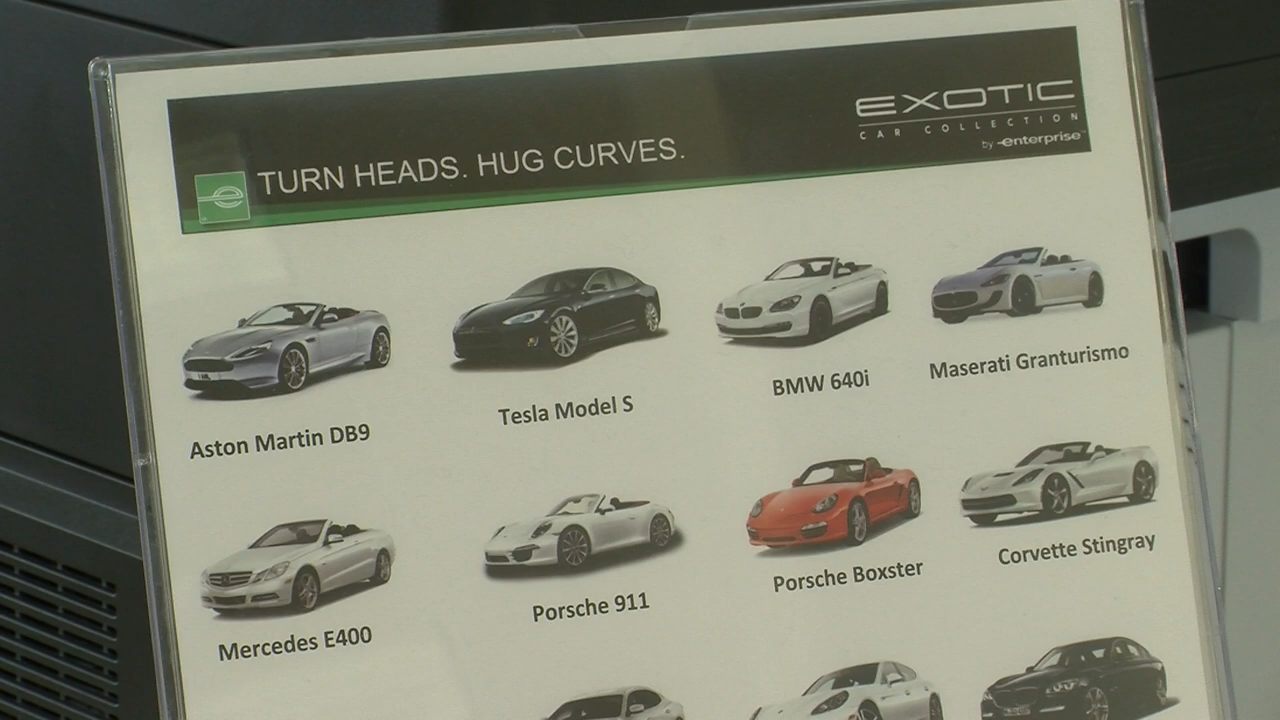 EXOTIC
CAR COLLECTION
by enterprise
TURN HEADS. HUG CURVES.
Aston Martin DB9
Tesla Model S
BMW 640i
Maserati Granturismo
Mercedes E400
Porsche 911
Porsche Boxster
Corvette Stingray